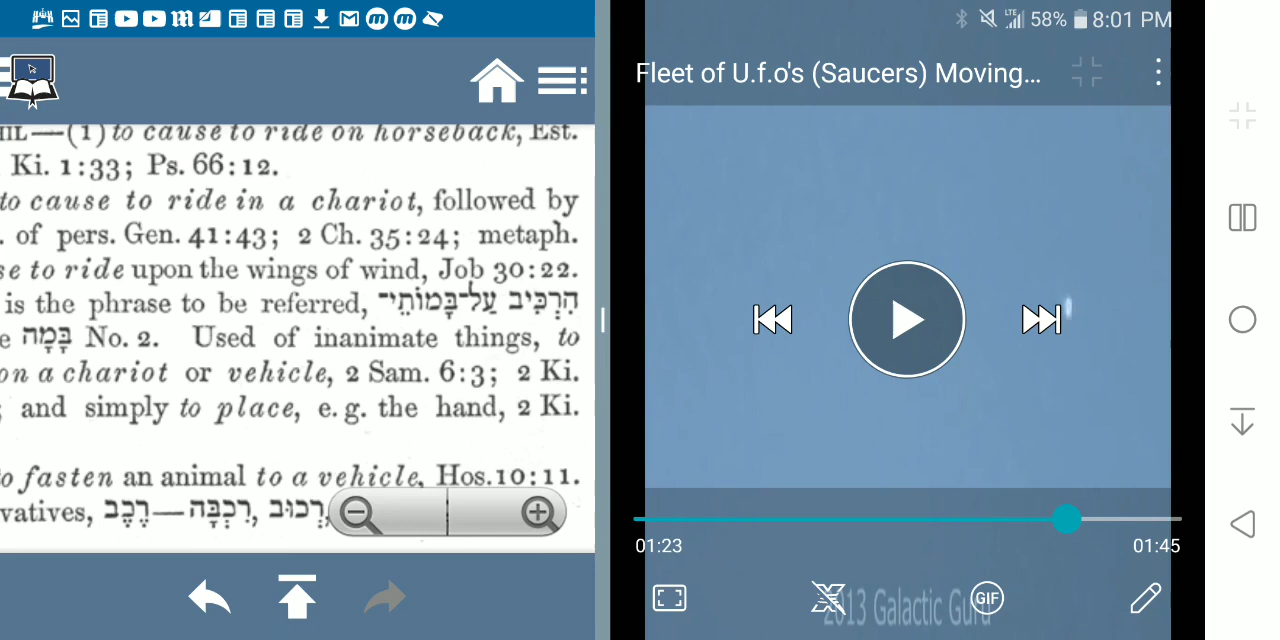 58% 8:01 PM
HIL—(1) to cause to ride on horseback, Est.
Ki. 1:33; Ps. 66:12.
to cause to ride in a chariot, followed by
. of pers. Gen. 41:43; 2 Ch. 35:24; metaph.
se to ride upon the wings of wind, Job 30:22.
is the phrase to be referred, הִרְכִּיב עַל־בָּמוֹתֵי־
e בָּמָה No. 2. Used of inanimate things, to
on a chariot or vehicle, 2 Sam. 6:3; 2 Ki.
; and simply to place, e.g. the hand, 2 Ki.
to fasten an animal to a vehicle, Hos.10:11.
vatives, רֶכֶב—רִכְבָּה, רְכוּב,
Fleet of U.f.o's (Saucers) Moving...
01:23
01:45
GIF
2013 Galactic Guru